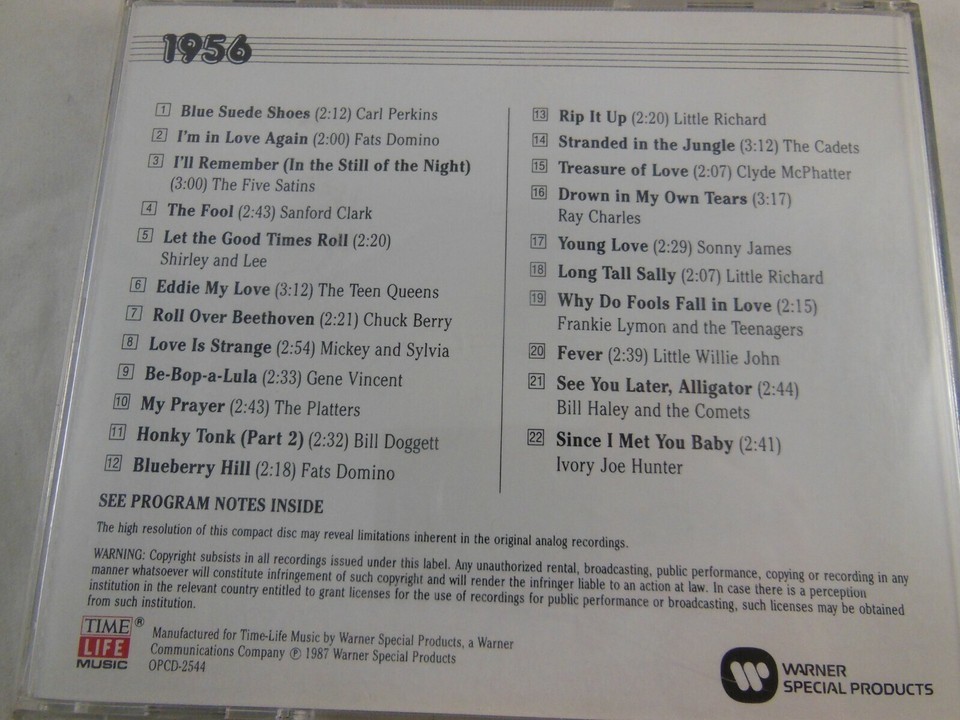 1956
1 Blue Suede Shoes (2:12) Carl Perkins
2 I'm in Love Again (2:00) Fats Domino
3 I'll Remember (In the Still of the Night)
(3:00) The Five Satins
4 The Fool (2:43) Sanford Clark
5 Let the Good Times Roll (2:20)
Shirley and Lee
6 Eddie My Love (3:12) The Teen Queens
7 Roll Over Beethoven (2:21) Chuck Berry
8 Love Is Strange (2:54) Mickey and Sylvia
9 Be-Bop-a-Lula (2:33) Gene Vincent
10 My Prayer (2:43) The Platters
11 Honky Tonk (Part 2) (2:32) Bill Doggett
12 Blueberry Hill (2:18) Fats Domino
13 Rip It Up (2:20) Little Richard
14 Stranded in the Jungle (3:12) The Cadets
15 Treasure of Love (2:07) Clyde McPhatter
16 Drown in My Own Tears (3:17)
Ray Charles
17 Young Love (2:29) Sonny James
18 Long Tall Sally (2:07) Little Richard
19 Why Do Fools Fall in Love (2:15)
Frankie Lymon and the Teenagers
20 Fever (2:39) Little Willie John
21 See You Later, Alligator (2:44)
Bill Haley and the Comets
22 Since I Met You Baby (2:41)
Ivory Joe Hunter
SEE PROGRAM NOTES INSIDE
The high resolution of this compact disc may reveal limitations inherent in the original analog recordings.
WARNING: Copyright subsists in all recordings issued under this label. Any unauthorized rental, broadcasting, public performance, copying or recording in any
manner whatsoever will constitute infringement of such copyright and will render the infringer liable to an action at law. In case there is a perception
institution in the relevant country entitled to grant licenses for the use of recordings for public performance or broadcasting, such licenses may be obtained
from such institution.
TIME ®
LIFE
MUSIC
Manufactured for Time-Life Music by Warner Special Products, a Warner
Communications Company ℗ 1987 Warner Special Products
OPCD-2544
WARNER
SPECIAL PRODUCTS